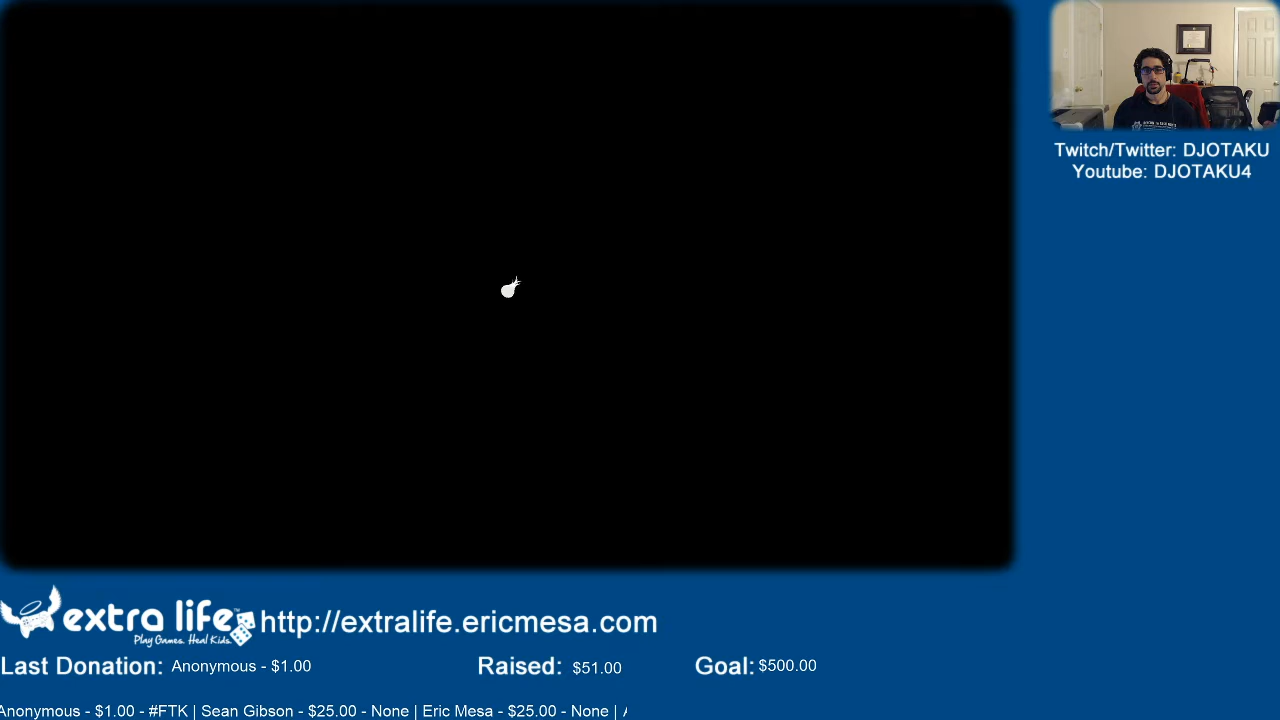 Twitch/Twitter: DJOTAKU
Youtube: DJOTAKU4
extra life
Play Games. Heal Kids.
http://extralife.ericmesa.com
Last Donation: Anonymous - $1.00
Raised: $51.00
Goal: $500.00
Anonymous - $1.00 - #FTK | Sean Gibson - $25.00 - None | Eric Mesa - $25.00 - None |